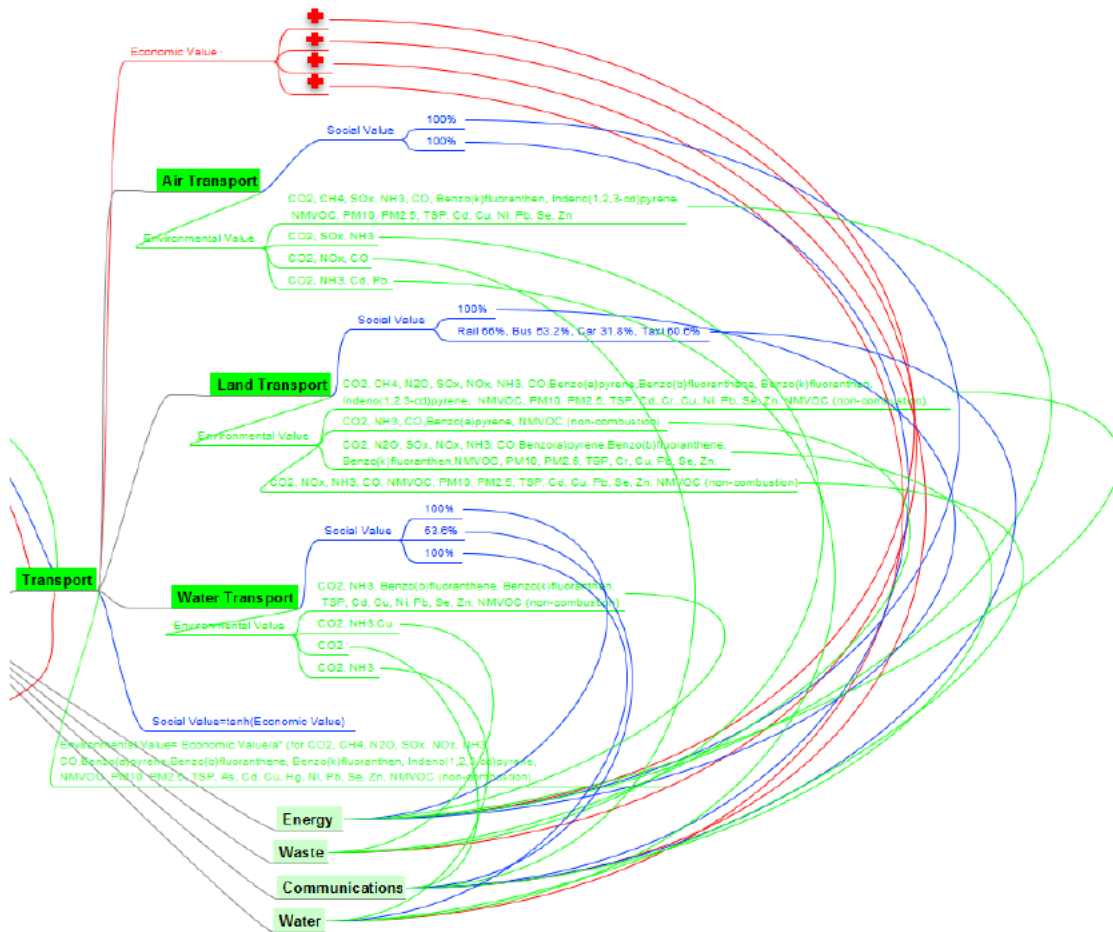 Economic Value
Social Value
100%
100%
Air Transport
CO2, CH4, SOx, NH3, CO, Benzo(k)fluoranthen, Indeno(1,2,3-cd)pyrene,
NMVOC, PM10, PM2.5, TSP, Cd, Cu, Ni, Pb, Se, Zn
Environmental Value
CO2, SOx, NH3
CO2, NOx, CO
CO2, NH3, Cd, Pb
Social Value
100%
Rail 66%, Bus 53.2%, Car 31.8%, Taxi 60.6%
Land Transport
CO2, CH4, N2O, SOx, NOx, NH3, CO,Benzo(a)pyrene,Benzo(b)fluoranthene, Benzo(k)fluoranthen,
Indeno(1,2,3-cd)pyrene, NMVOC, PM10, PM2.5, TSP, Cd, Cr, Cu, Ni, Pb, Se, Zn, NMVOC (non-combustion)
Environmental Value
CO2, NH3, CO,Benzo(a)pyrene, NMVOC (non-combustion)
CO2, N2O, SOx, NOx, NH3, CO,Benzo(a)pyrene,Benzo(b)fluoranthene,
Benzo(k)fluoranthen,NMVOC, PM10, PM2.5, TSP, Cr, Cu, Pb, Se, Zn,
CO2, NOx, NH3, CO, NMVOC, PM10, PM2.5, TSP, Cd, Cu, Pb, Se, Zn, NMVOC (non-combustion)
Social Value
100%
53.6%
100%
Transport
Water Transport
CO2, NH3, Benzo(b)fluoranthene, Benzo(k)fluoranthen,
TSP, Cd, Cu, Ni, Pb, Se, Zn, NMVOC (non-combustion)
Environmental Value
CO2, NH3,Cu
CO2
CO2, NH3
Social Value=tanh(Economic Value)
Environmental Value= Economic Value/a* (for CO2, CH4, N2O, SOx, NOx, NH3,
CO,Benzo(a)pyrene,Benzo(b)fluoranthene, Benzo(k)fluoranthen, Indeno(1,2,3-cd)pyrene,
NMVOC, PM10, PM2.5, TSP, As, Cd, Cu, Hg, Ni, Pb, Se, Zn, NMVOC (non-combustion)
Energy
Waste
Communications
Water